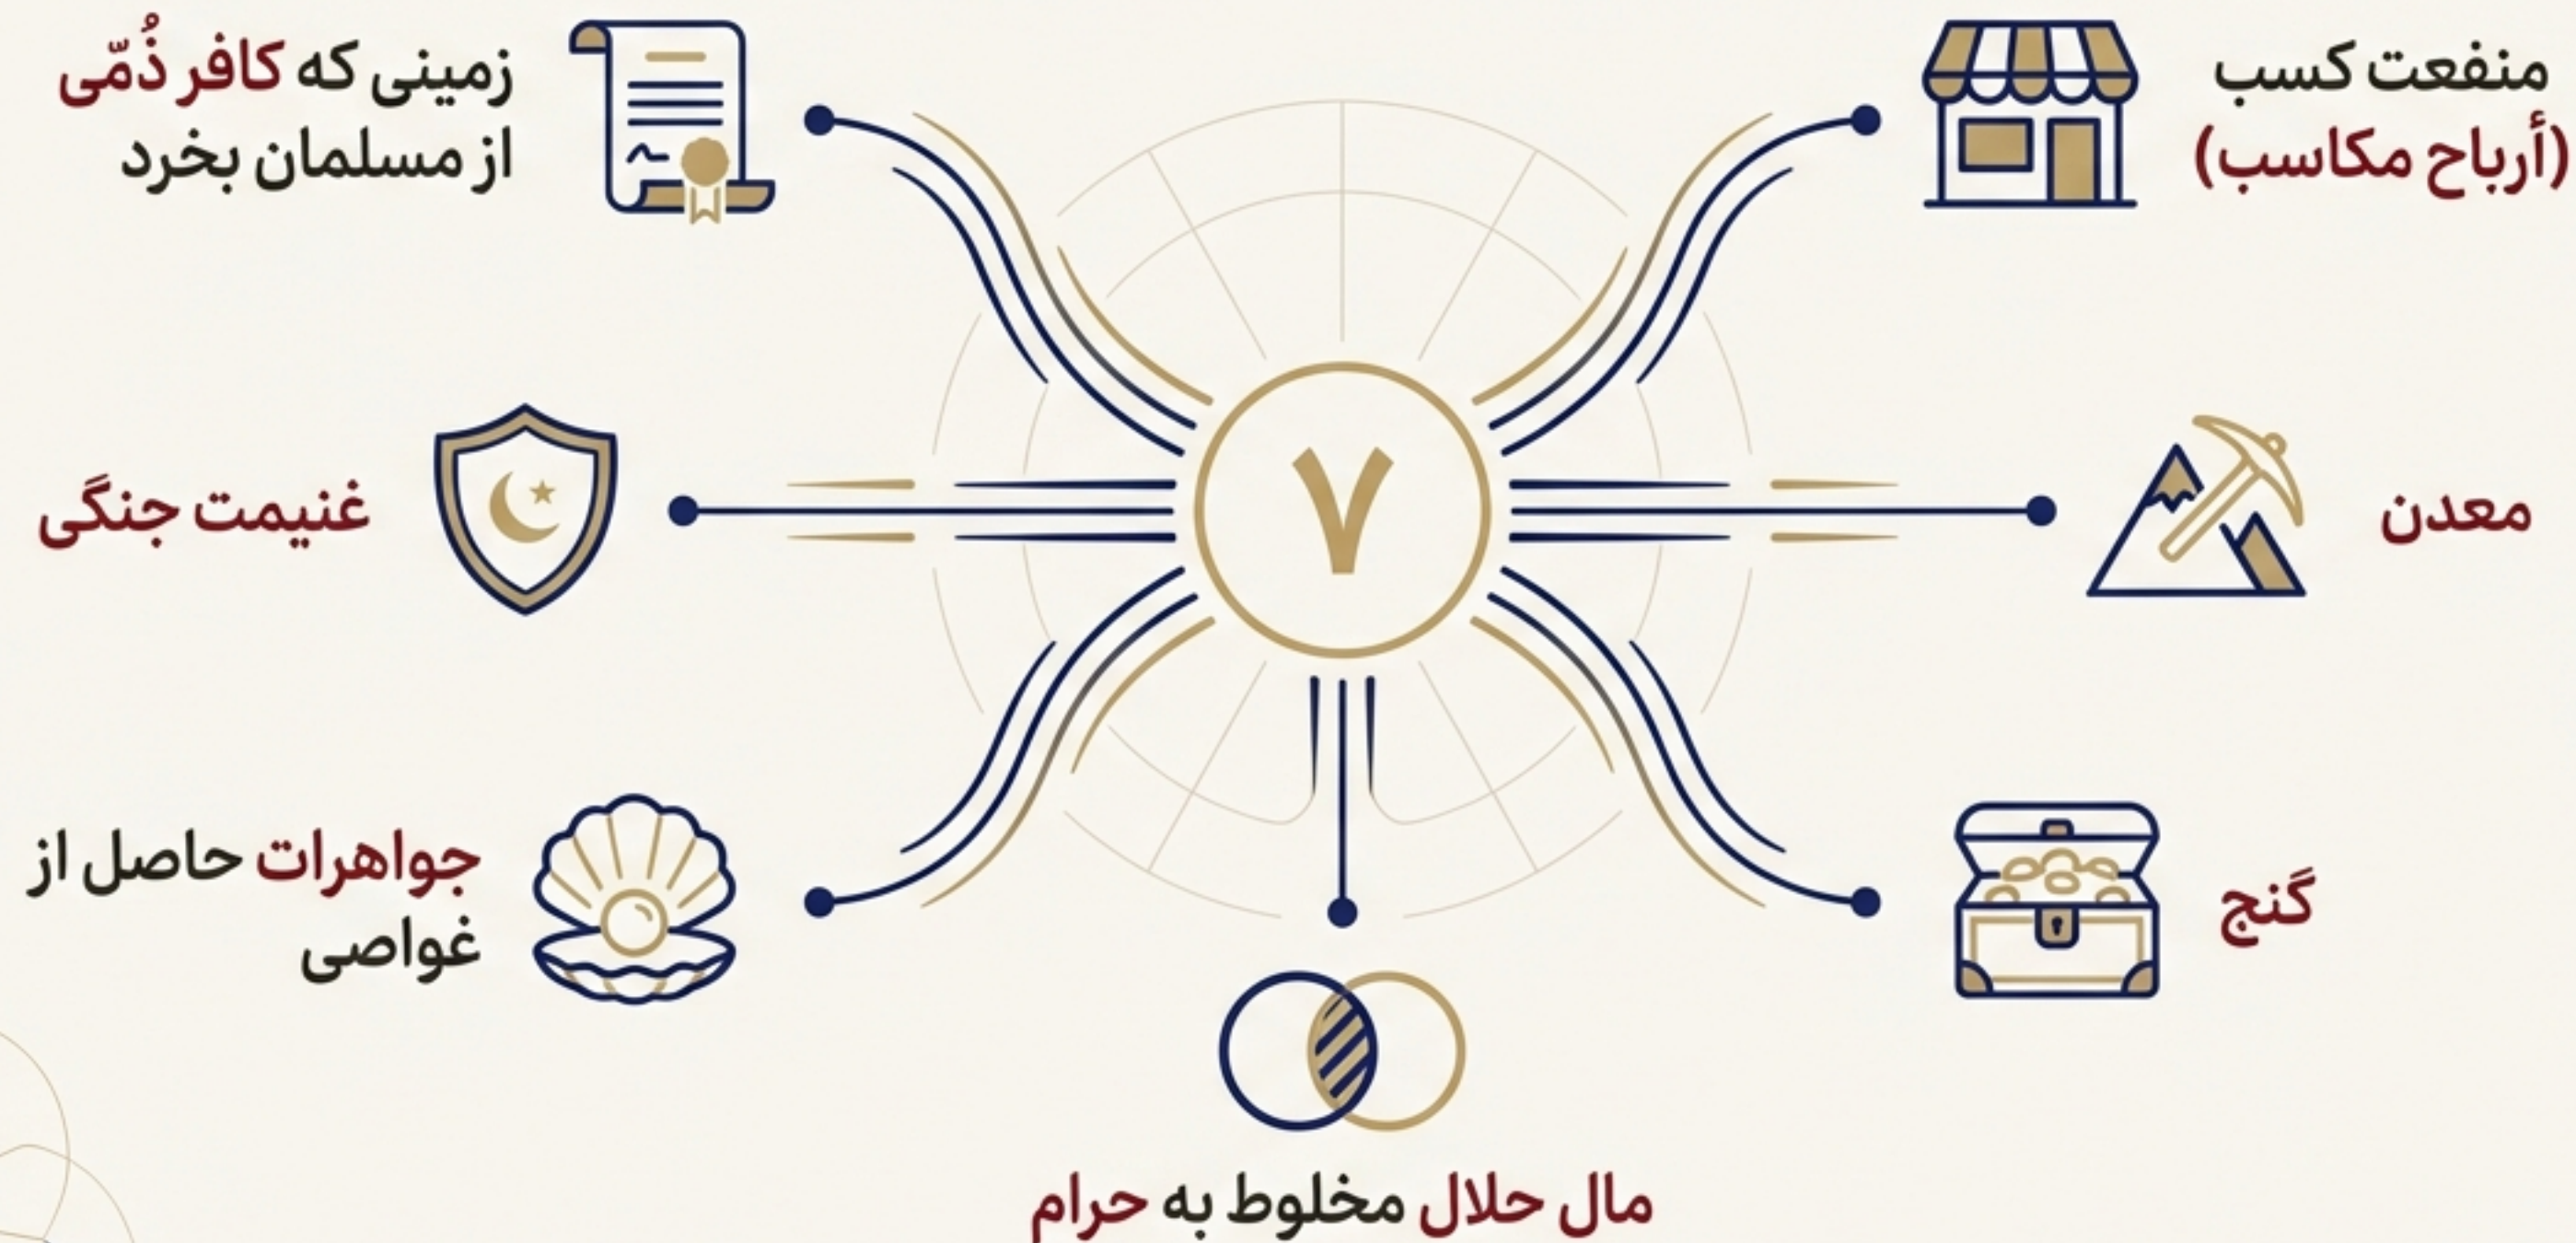 منفعت کسب
(أرباح مکاسب)
معدن
گنج
مال حلال مخلوط به حرام
جواهرات حاصل از
غواصی
غنیمت جنگی
زمینی که کافر ذُمّی
از مسلمان بخرد
۷